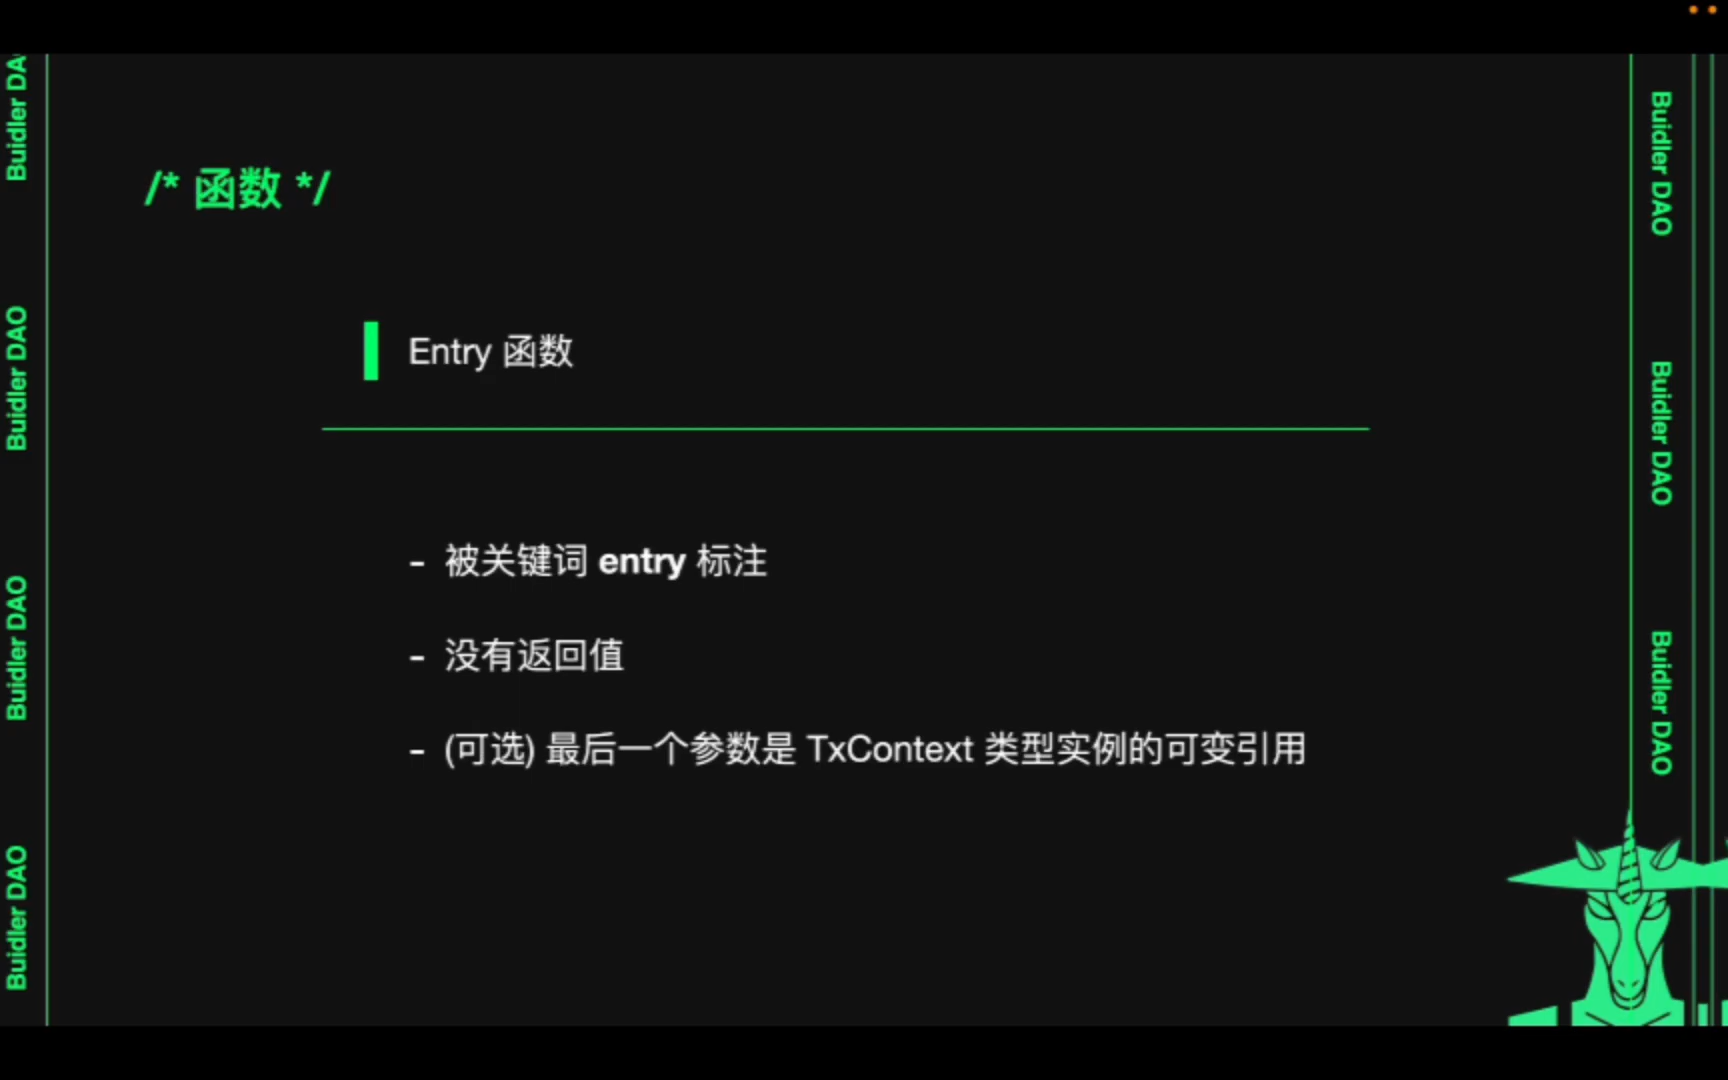 /* 函数 */
Entry 函数
- 被关键词 entry 标注
- 没有返回值
- (可选) 最后一个参数是 TxContext 类型实例的可变引用
Buidler DA
Buidler DAO
Buidler DAO
Buidler DAO
Buidler DAO
Buidler DAO
Buidler DAO